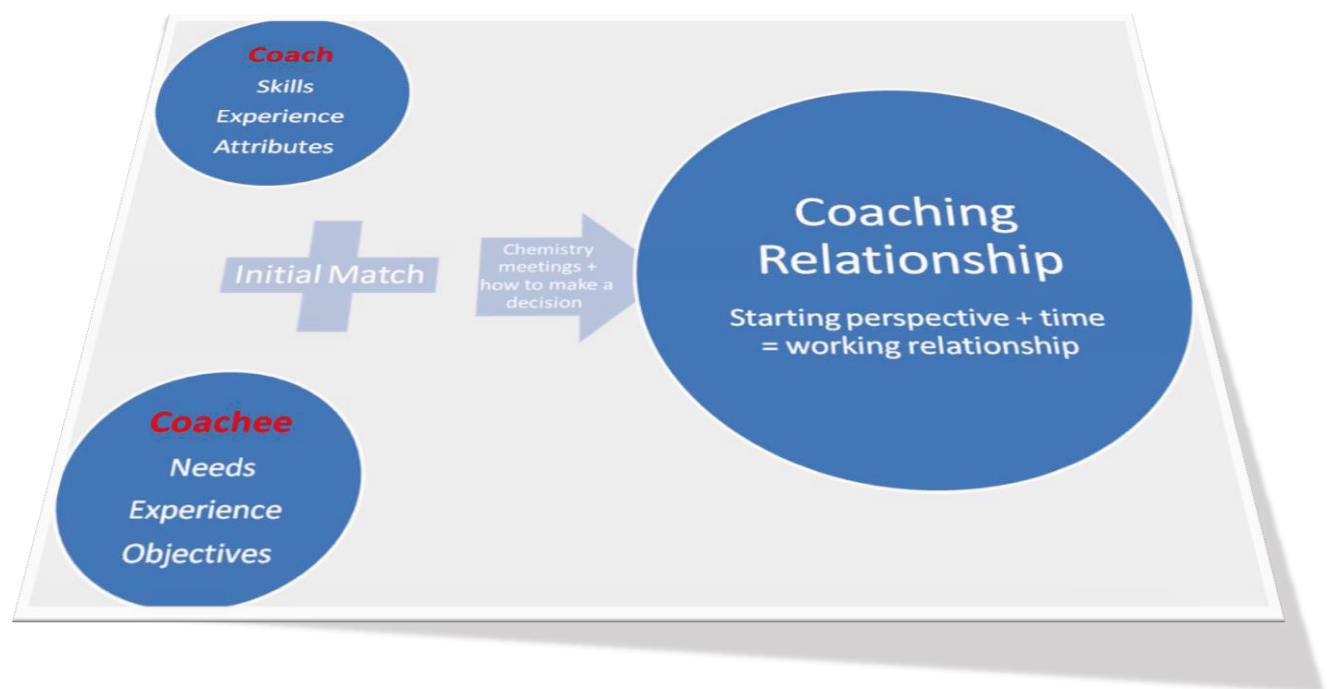 Coach
Skills
Experience
Attributes
Initial Match
Coachee
Needs
Experience
Objectives
Chemistry
meetings +
how to make a
decision
Coaching
Relationship
Starting perspective + time
= working relationship